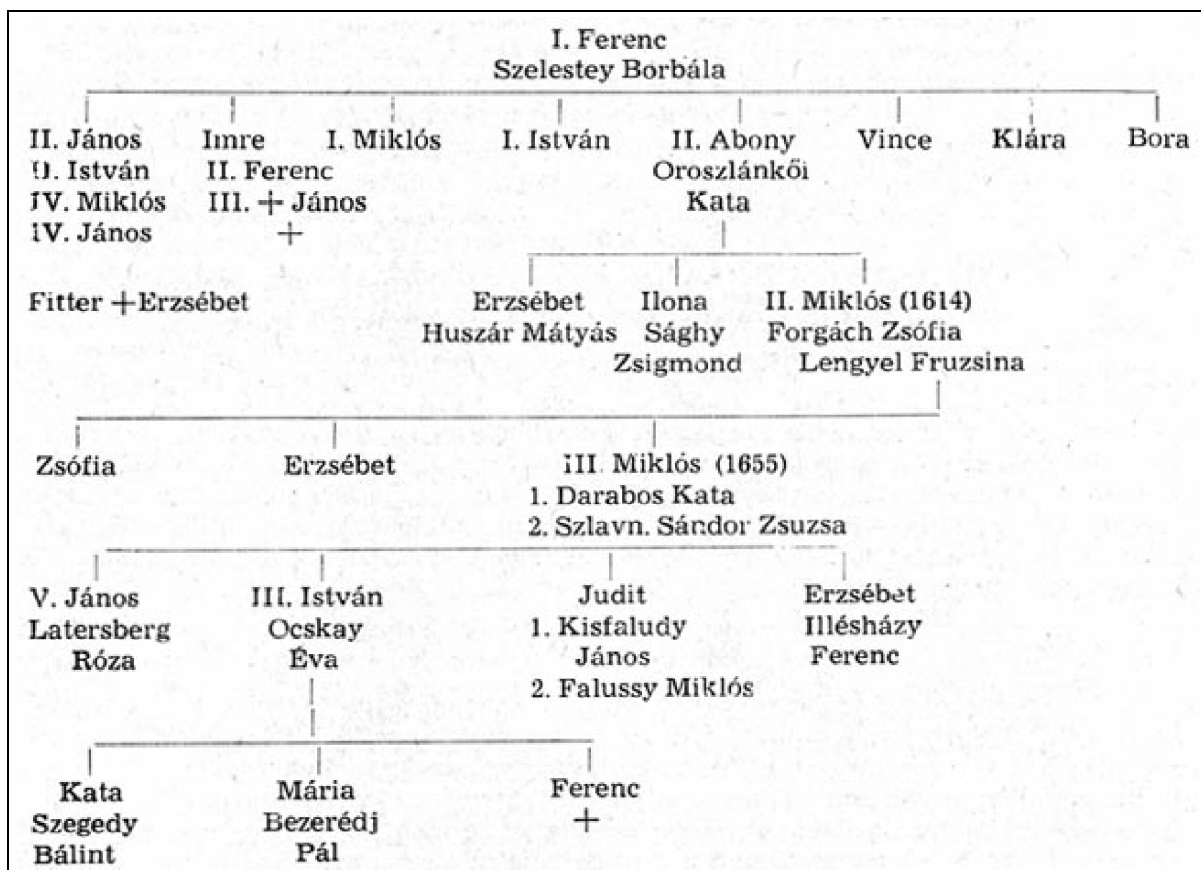 I. Ferenc
Szelestey Borbála
II. János Imre I. Miklós I. István II. Abony Vince Klára Bora
II. István II. Ferenc Oroszlánkői
IV. Miklós III. + János Kata
IV. János +
Fitter + Erzsébet Erzsébet Ilona II. Miklós (1614)
Huszár Mátyás Sághy Forgách Zsófia
Zsigmond Lengyel Fruzsina
Zsófia Erzsébet III. Miklós (1655)
1. Darabos Kata
2. Szlavn. Sándor Zsuzsa
V. János III. István Judit Erzsébet
Latersberg Ocskay 1. Kisfaludy Illésházy
Róza Éva János Ferenc
2. Falussy Miklós
Kata Mária Ferenc
Szegedy Bezerédj +
Bálint Pál